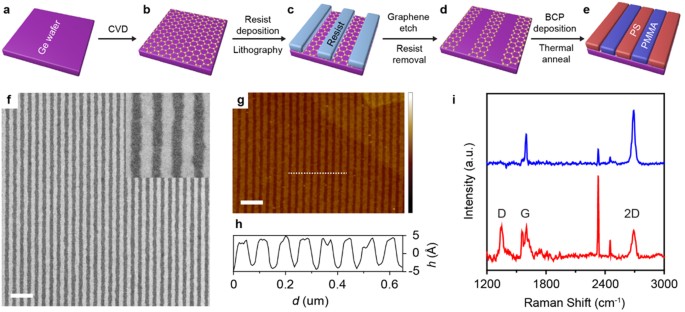 a
CVD
b
Resist
deposition
Lithography
c
Graphene
etch
Resist
removal
d
BCP
deposition
Thermal
anneal
e
Ge wafer
Resist
PS
PMMA
f
g
h
5
0
-5
h (Å)
0
0.2
0.4
0.6
d (um)
i
Intensity (a.u.)
D
G
2D
1200
1800
2400
3000
Raman Shift (cm-1)